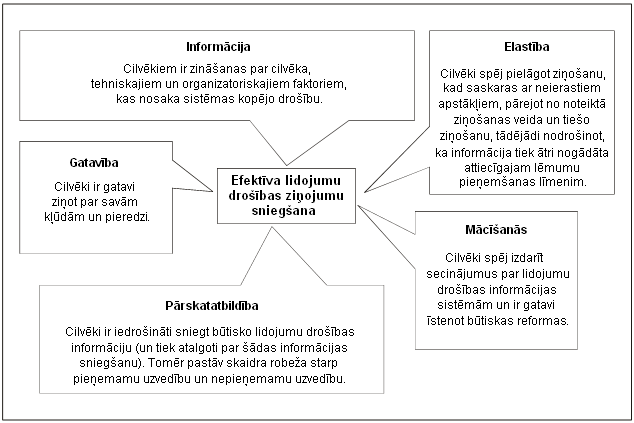 Informācija
Cilvēkiem ir zināšanas par cilvēka,
tehniskajiem un organizatoriskajiem faktoriem,
kas nosaka sistēmas kopējo drošību.
Elastība
Cilvēki spēj pielāgot ziņošanu,
kad saskaras ar neierastiem
apstākļiem, pārejot no noteiktā
ziņošanas veida un tiešo
ziņošanu, tādējādi nodrošinot,
ka informācija tiek ātri nogādāta
attiecīgajam lēmumu
pieņemšanas līmenim.
Gatavība
Cilvēki ir gatavi
ziņot par savām
kļūdām un pieredzi.
Efektīva lidojumu
drošības ziņojumu
sniegšana
Mācīšanās
Cilvēki spēj izdarīt
secinājumus par lidojumu
drošības informācijas
sistēmām un ir gatavi
īstenot būtiskas reformas.
Pārskatatbildība
Cilvēki ir iedrošināti sniegt būtisko lidojumu drošības
informāciju (un tiek atalgoti par šādas informācijas
sniegšanu). Tomēr pastāv skaidra robeža starp
pieņemamu uzvedību un nepieņemamu uzvedību.